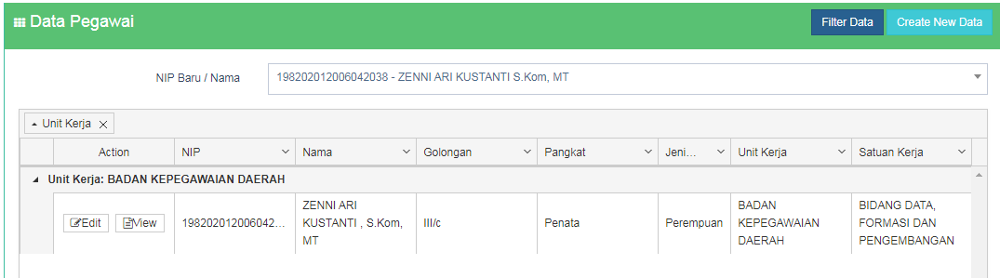 Data Pegawai
Filter Data
Create New Data
NIP Baru / Nama
198202012006042038 - ZENNI ARI KUSTANTI S.Kom, MT
Unit Kerja
Action
NIP
Nama
Golongan
Pangkat
Jeni...
Unit Kerja
Satuan Kerja
Unit Kerja: BADAN KEPEGAWAIAN DAERAH
Edit
View
198202012006042...
ZENNI ARI
KUSTANTI , S.Kom,
MT
III/c
Penata
Perempuan
BADAN
KEPEGAWAIAN
DAERAH
BIDANG DATA,
FORMASI DAN
PENGEMBANGAN